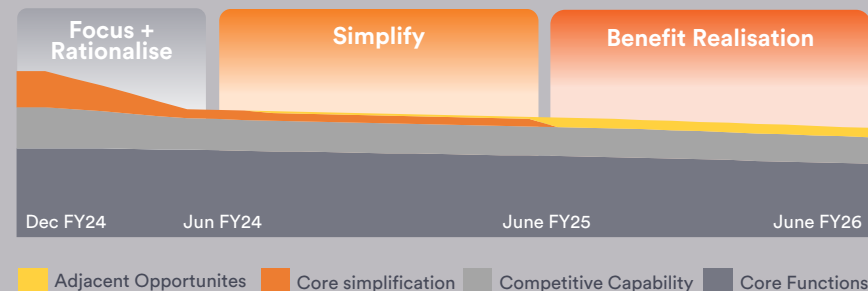 Focus +
Rationalise
Simplify
Benefit Realisation
Dec FY24
Jun FY24
June FY25
June FY26
Adjacent Opportunites
Core simplification
Competitive Capability
Core Functions